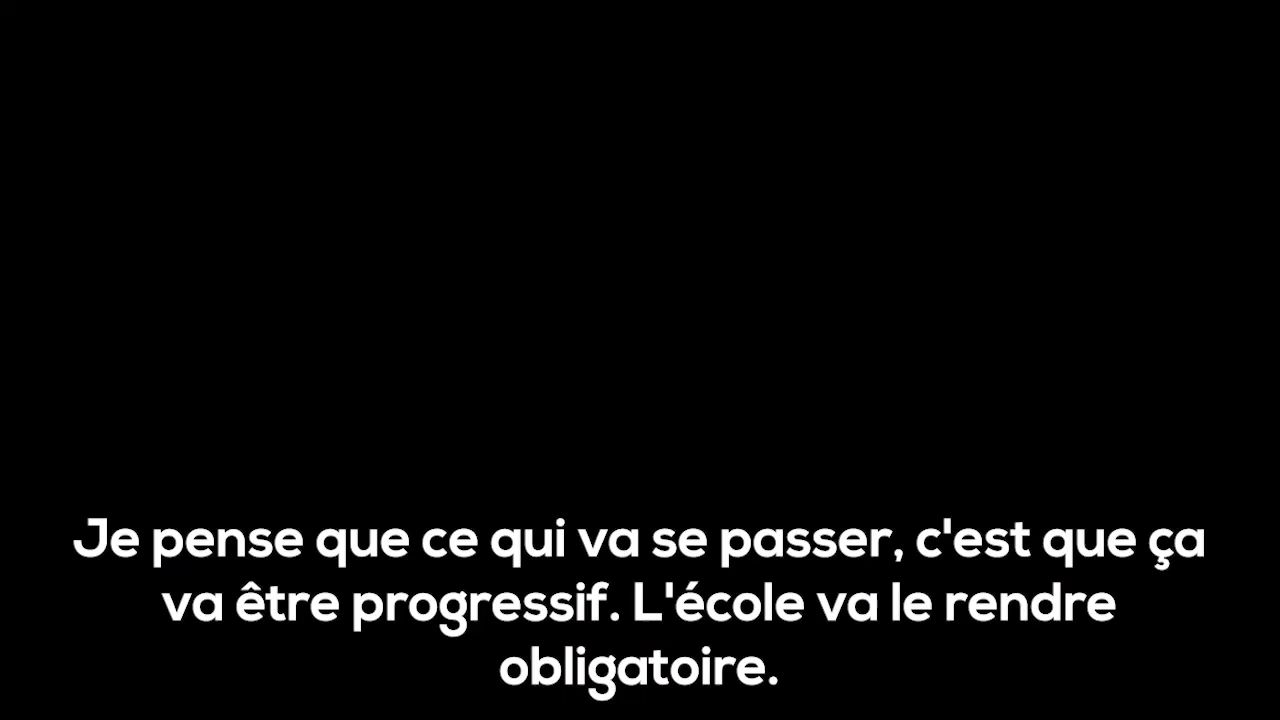 Je pense que ce qui va se passer, c'est que ça
va être progressif. L'école va le rendre
obligatoire.